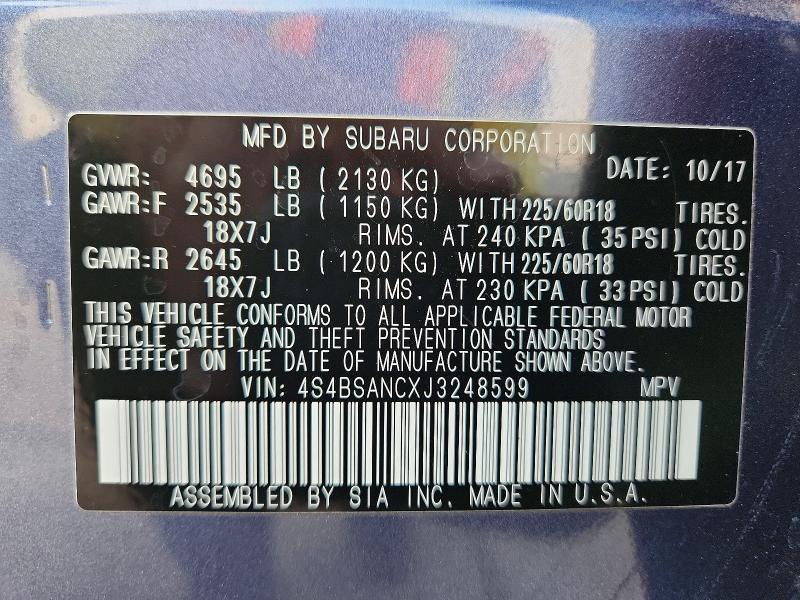 MFD BY SUBARU CORPORATION
GVWR: 4695 LB ( 2130 KG) DATE: 10/17
GAWR:F 2535 LB ( 1150 KG) WITH 225/60R18 TIRES.
18X7J RIMS. AT 240 KPA ( 35 PSI) COLD
GAWR:R 2645 LB ( 1200 KG) WITH 225/60R18 TIRES.
18X7J RIMS. AT 230 KPA ( 33 PSI) COLD
THIS VEHICLE CONFORMS TO ALL APPLICABLE FEDERAL MOTOR
VEHICLE SAFETY AND THEFT PREVENTION STANDARDS
IN EFFECT ON THE DATE OF MANUFACTURE SHOWN ABOVE.
VIN: 4S4BSANCXJ3248599 MPV
ASSEMBLED BY SIA INC. MADE IN U.S.A.